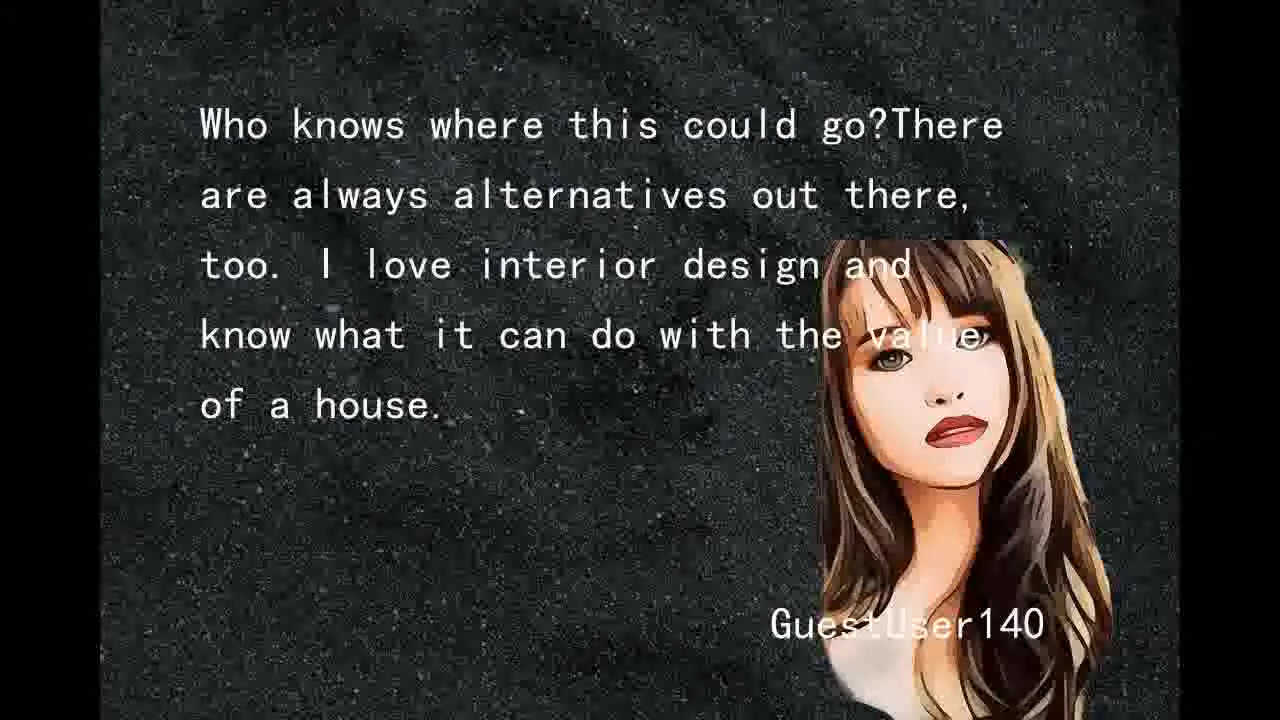 Who knows where this could go?There
are always alternatives out there,
too. I love interior design and
know what it can do with the value
of a house.
GuestUser140